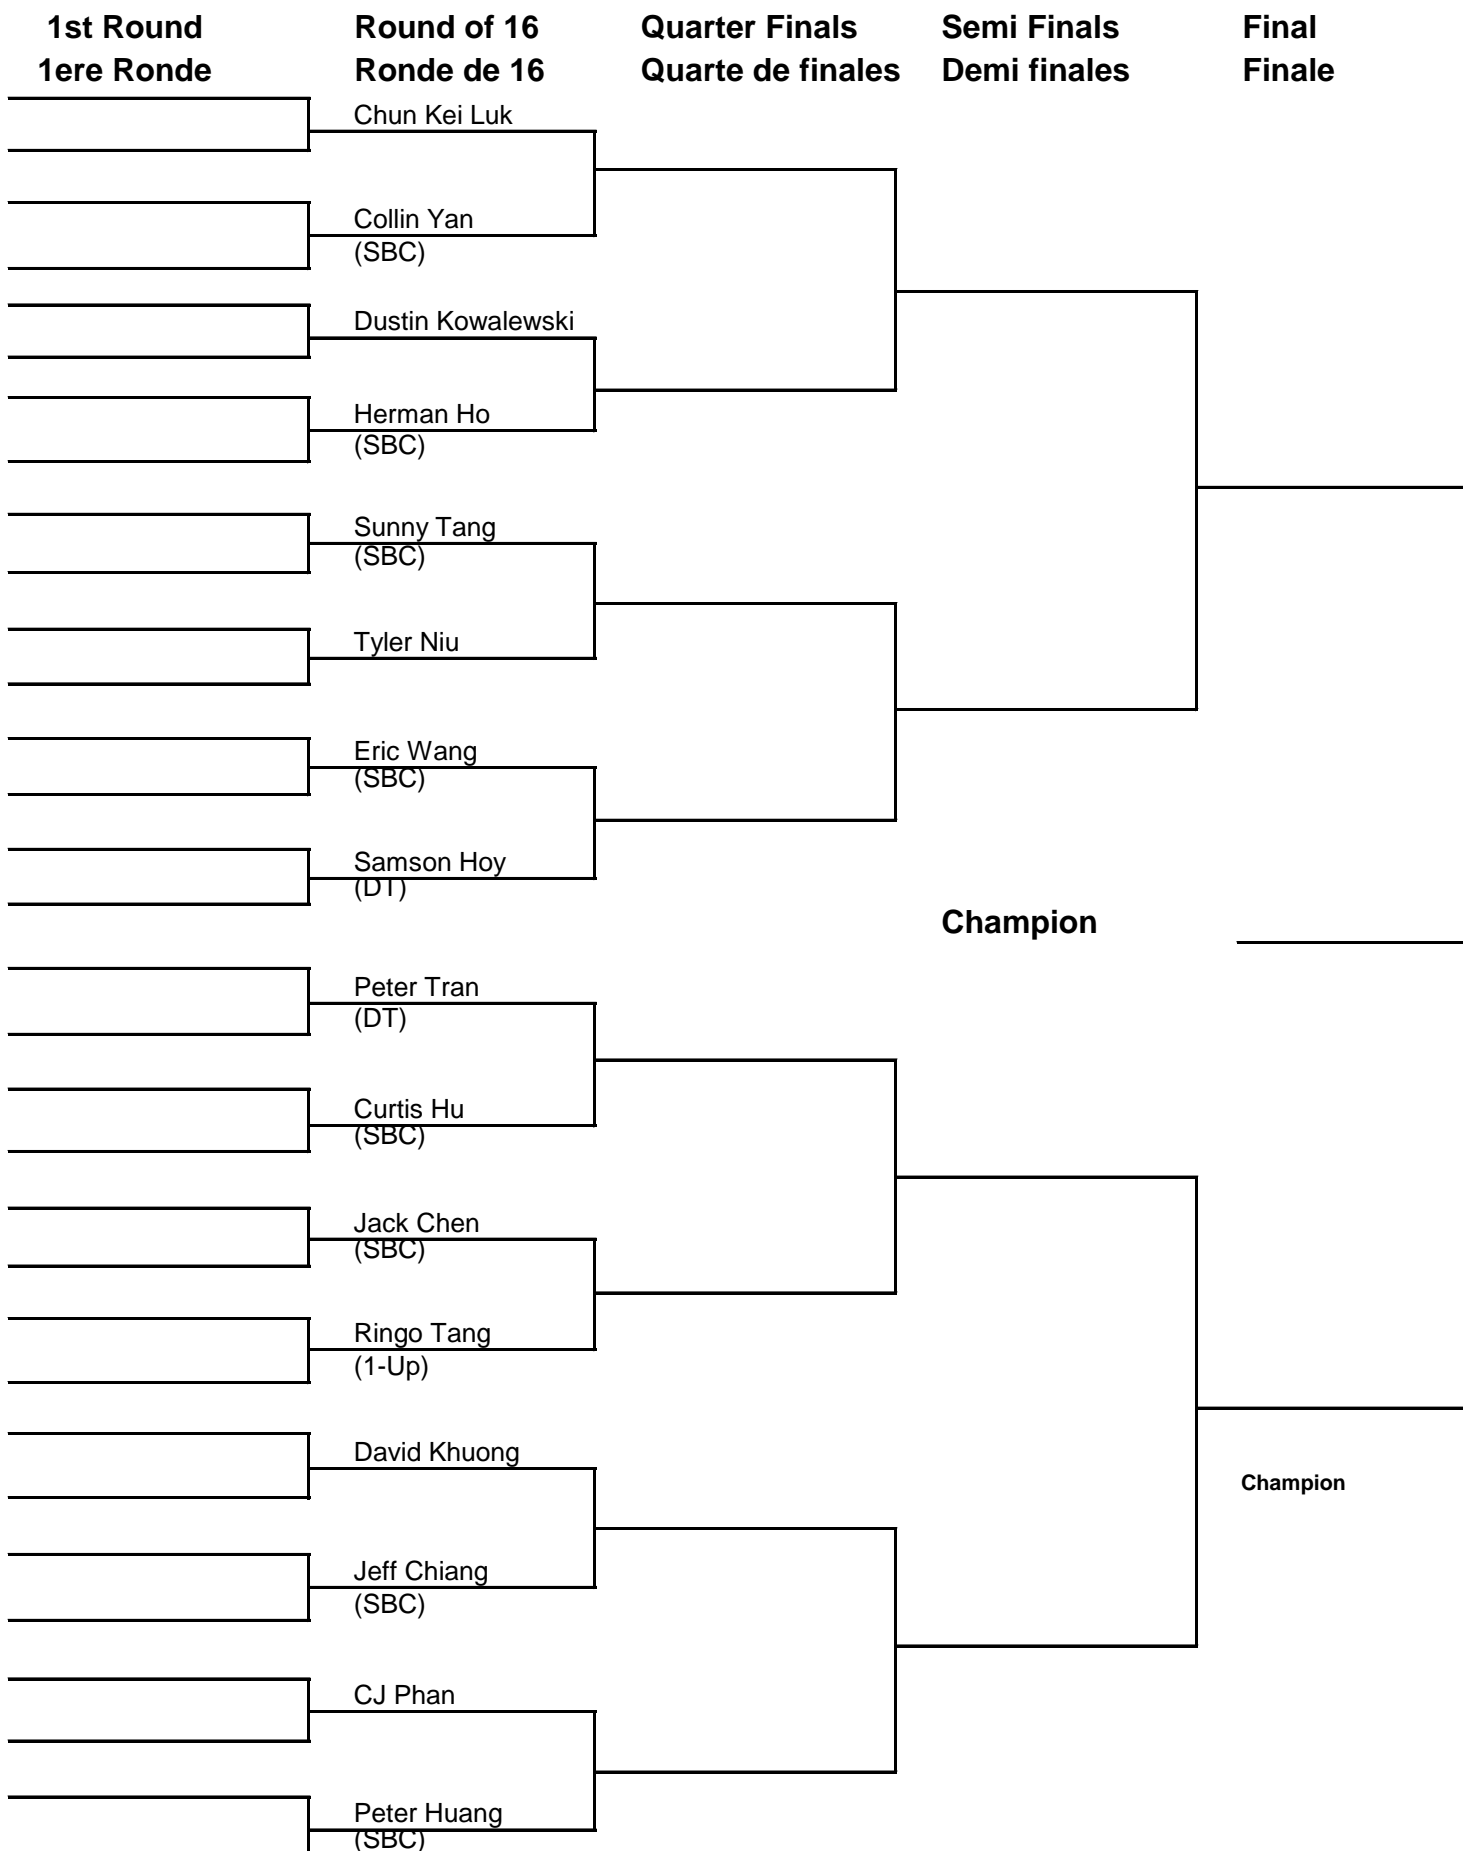 1st Round
1ere Ronde
Round of 16
Ronde de 16
Quarter Finals
Quarte de finales
Semi Finals
Demi finales
Final
Finale
Chun Kei Luk
Collin Yan
(SBC)
Dustin Kowalewski
Herman Ho
(SBC)
Sunny Tang
(SBC)
Tyler Niu
Eric Wang
(SBC)
Samson Hoy
(DT)
Champion
Peter Tran
(DT)
Curtis Hu
(SBC)
Jack Chen
(SBC)
Ringo Tang
(1-Up)
David Khuong
Champion
Jeff Chiang
(SBC)
CJ Phan
Peter Huang
(SBC)